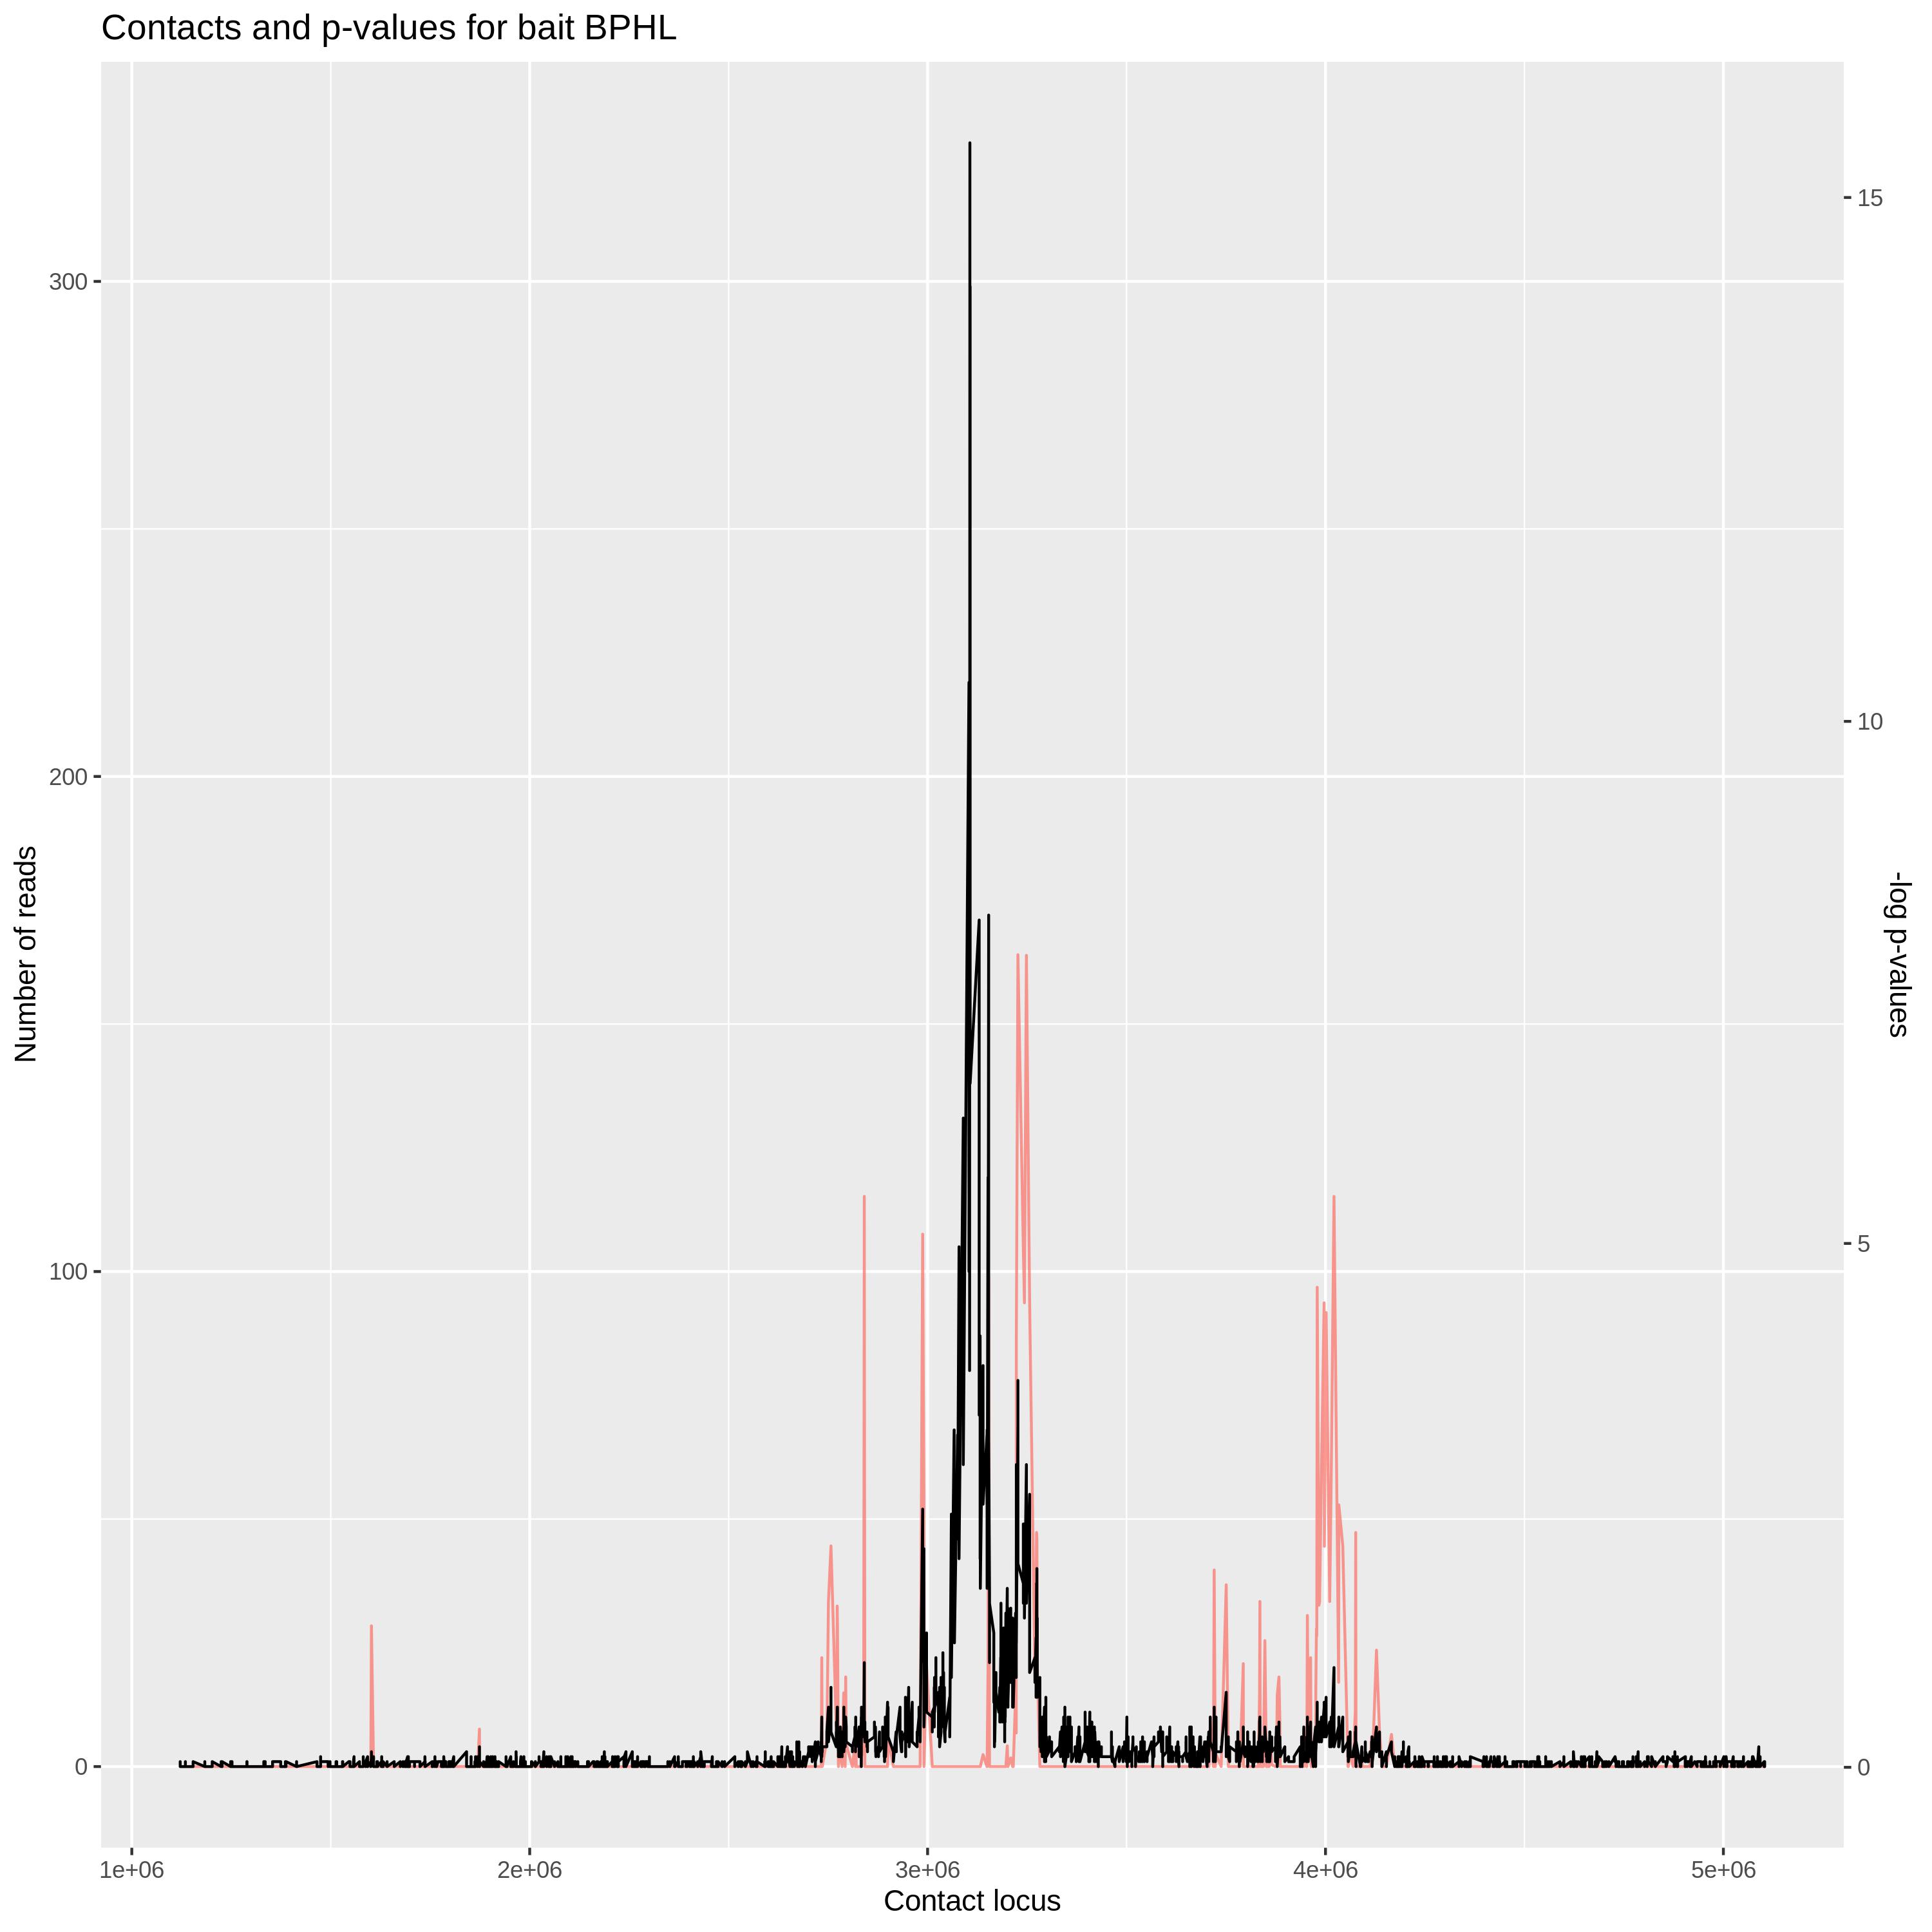 Contacts and p-values for bait BPHL
300
200
100
0
Number of reads
15
10
5
0
-log p-values
1e+06
2e+06
3e+06
4e+06
5e+06
Contact locus